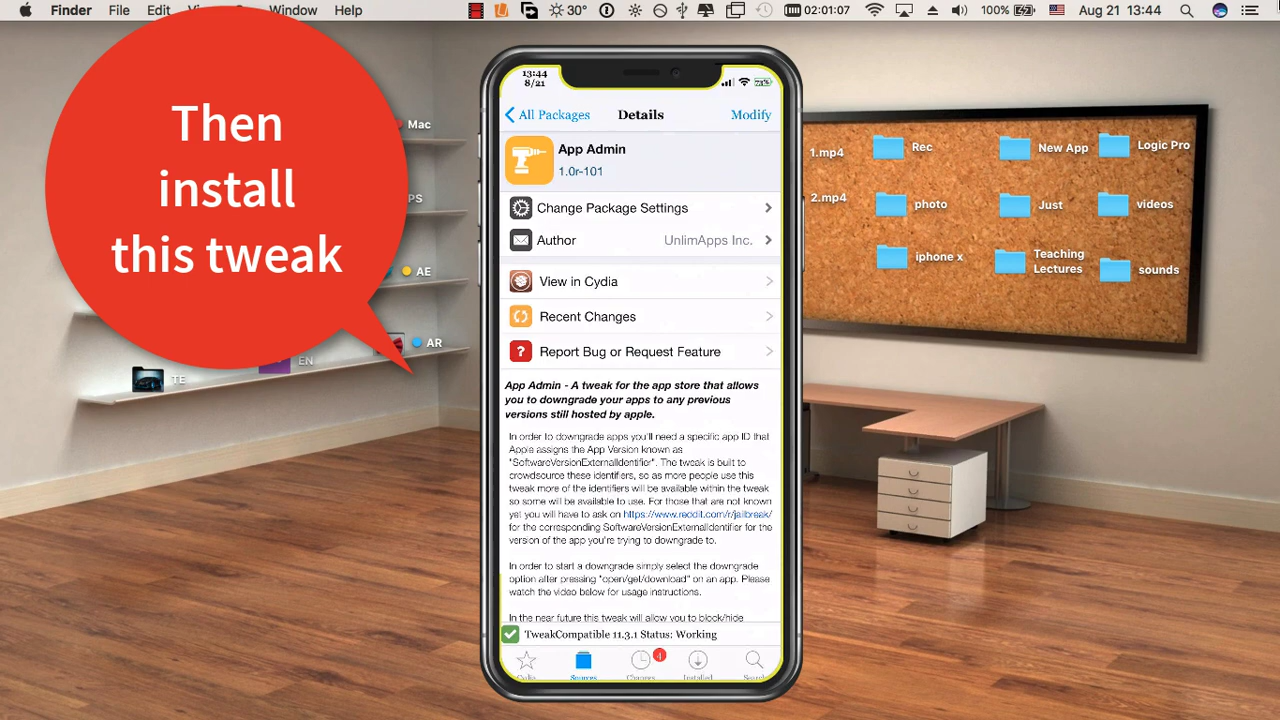 Finder File Edit Window Help 30° 02:01:07 100% Aug 21 13:44
Then
install
this tweak
Mac
PS
AE
AR
EN
TE
13:44
8/21
All Packages Details Modify
App Admin
1.0r-101
Change Package Settings
Author UnlimApps Inc.
View in Cydia
Recent Changes
Report Bug or Request Feature
App Admin - A tweak for the app store that allows
you to downgrade your apps to any previous
versions still hosted by apple.
In order to downgrade apps you'll need a specific app ID that
Apple assigns the App Version known as
"SoftwareVersionExternalIdentifier". The tweak is built to
crowdsource these identifiers, so as more people use this
tweak more of the identifiers will be available within the tweak
so some will be available to use. For those that are not known
yet you will have to ask on https://www.reddit.com/r/jailbreak/
for the corresponding SoftwareVersionExternalIdentifier for the
version of the app you're trying to downgrade to.
In order to start a downgrade simply select the downgrade
option after pressing "open/get/download" on an app. Please
watch the video below for usage instructions.
In the near future this tweak will allow you to block/hide
TweakCompatible 11.3.1 Status: Working
4
Sources Changes Installed
1.mp4 Rec New App Logic Pro
2.mp4 photo Just videos
iphone x Teaching
Lectures sounds